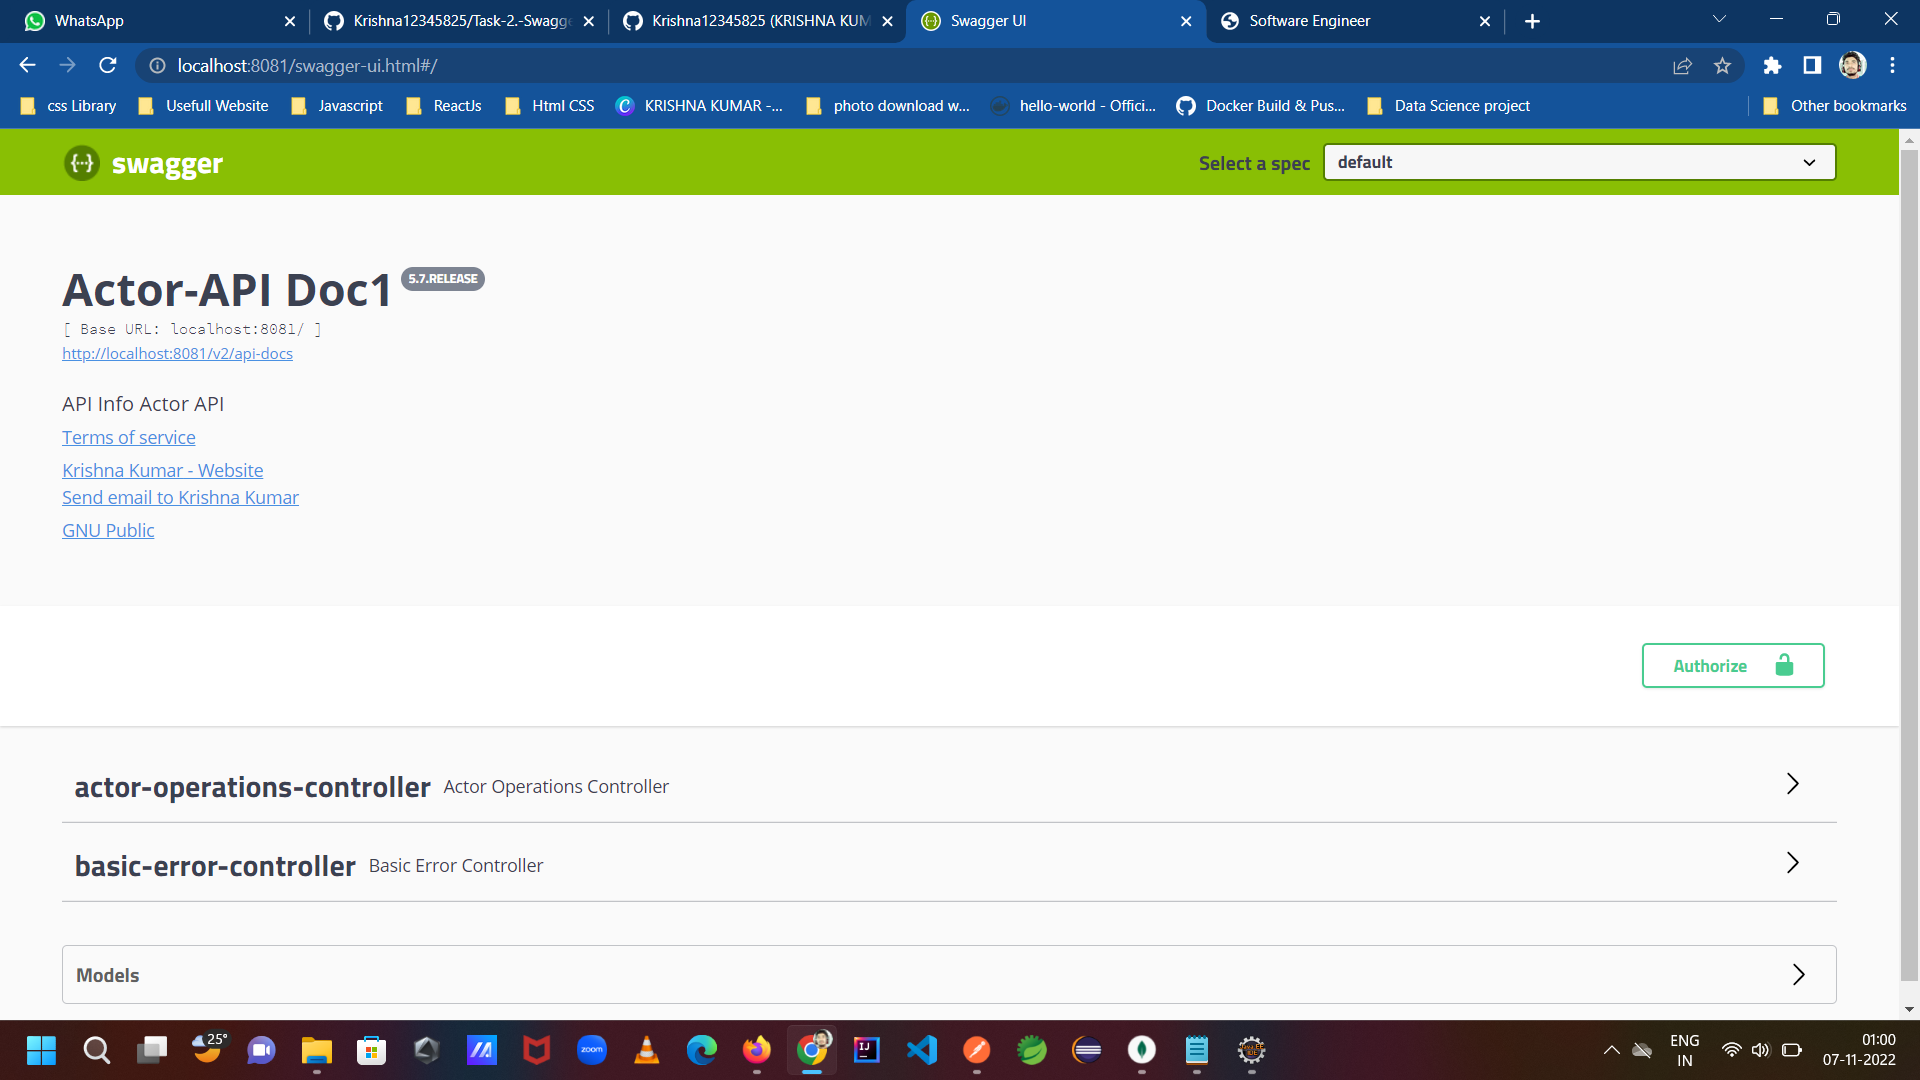 WhatsApp
Krishna12345825/Task-2.-Swagge
Krishna12345825 (KRISHNA KUM
Swagger UI
Software Engineer
localhost:8081/swagger-ui.html#/
css Library
Usefull Website
Javascript
ReactJs
Html CSS
KRISHNA KUMAR -...
photo download w...
hello-world - Offici...
Docker Build & Pus...
Data Science project
Other bookmarks
swagger
Select a spec
default
Actor-API Doc1 5.7.RELEASE
[ Base URL: localhost:8081/ ]
http://localhost:8081/v2/api-docs
API Info Actor API
Terms of service
Krishna Kumar - Website
Send email to Krishna Kumar
GNU Public
Authorize
actor-operations-controller Actor Operations Controller
basic-error-controller Basic Error Controller
Models
25°
zoom
IJ
ENG
IN
01:00
07-11-2022